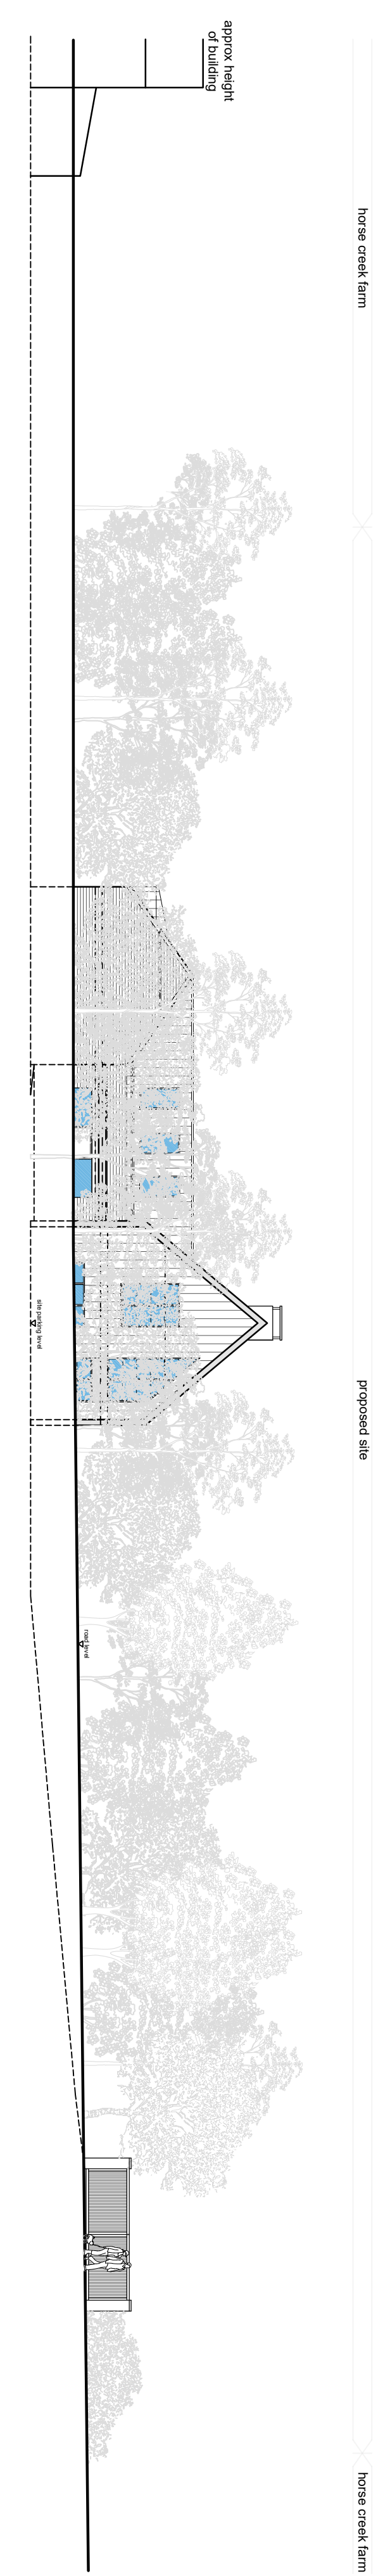 approx height
of building
horse creek farm
site parking level
proposed site
road level
horse creek farm